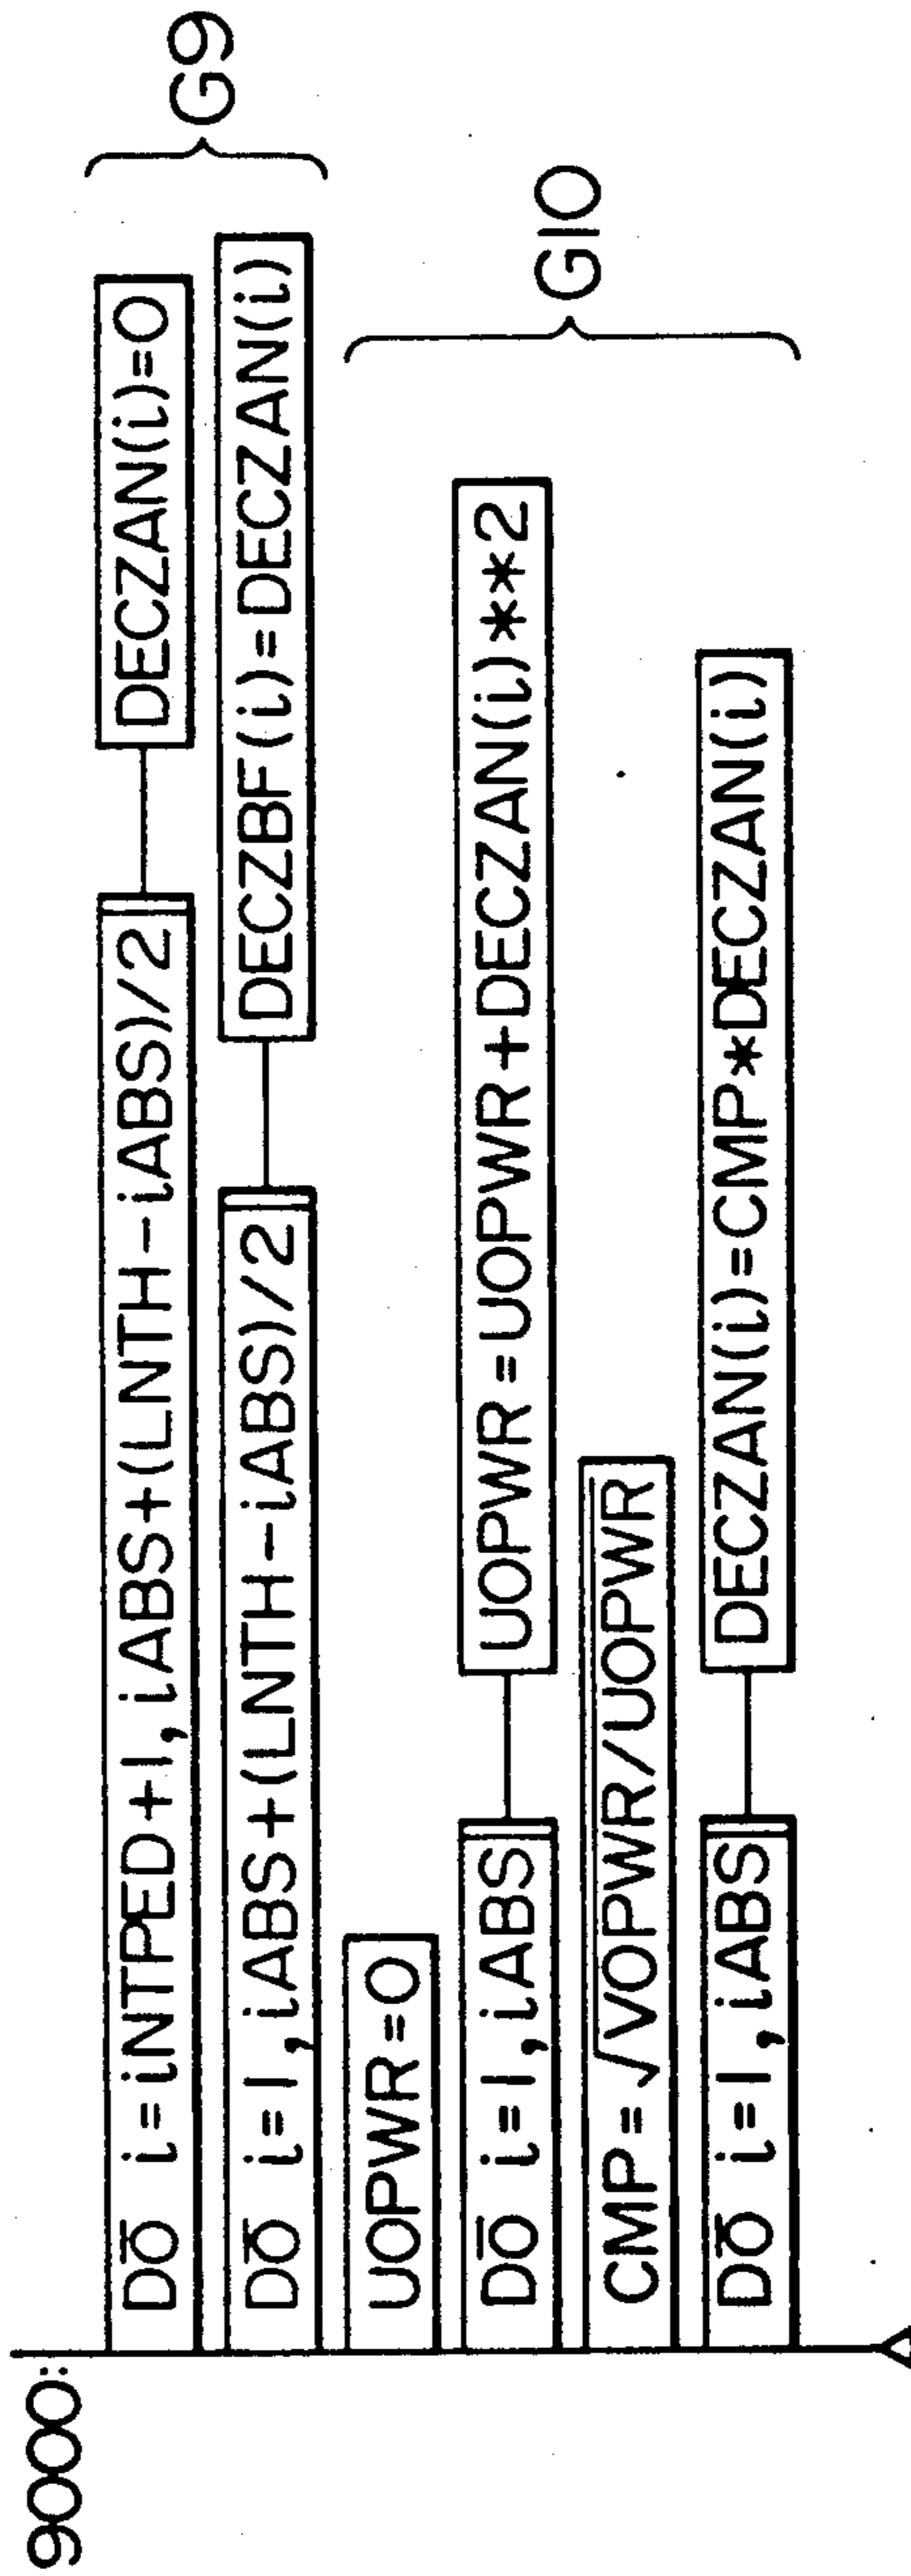 9000:
DO i=iNTPED+1,iABS+(LNTH-iABS)/2 DECZAN(i)=0
DO i=1,iABS+(LNTH-iABS)/2 DECZBF(i)=DECZAN(i)
G9
UOPWR=0
DO i=1,iABS UOPWR=UOPWR+DECZAN(i)**2
CMP=√VOPWR/UOPWR
DO i=1,iABS DECZAN(i)=CMP*DECZAN(i)
G10